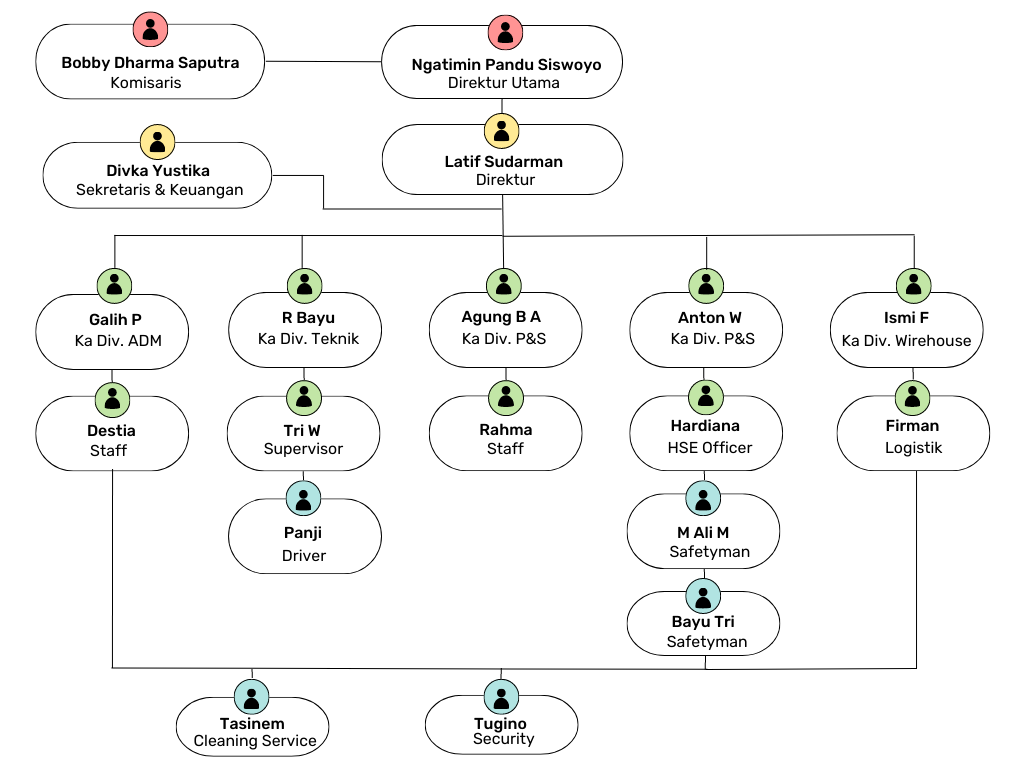 Bobby Dharma Saputra
Komisaris
Ngatimin Pandu Siswoyo
Direktur Utama
Divka Yustika
Sekretaris & Keuangan
Latif Sudarman
Direktur
Galih P
Ka Div. ADM
R Bayu
Ka Div. Teknik
Agung B A
Ka Div. P&S
Anton W
Ka Div. P&S
Ismi F
Ka Div. Wirehouse
Destia
Staff
Tri W
Supervisor
Rahma
Staff
Hardiana
HSE Officer
Firman
Logistik
Panji
Driver
M Ali M
Safetyman
Bayu Tri
Safetyman
Tasinem
Cleaning Service
Tugino
Security